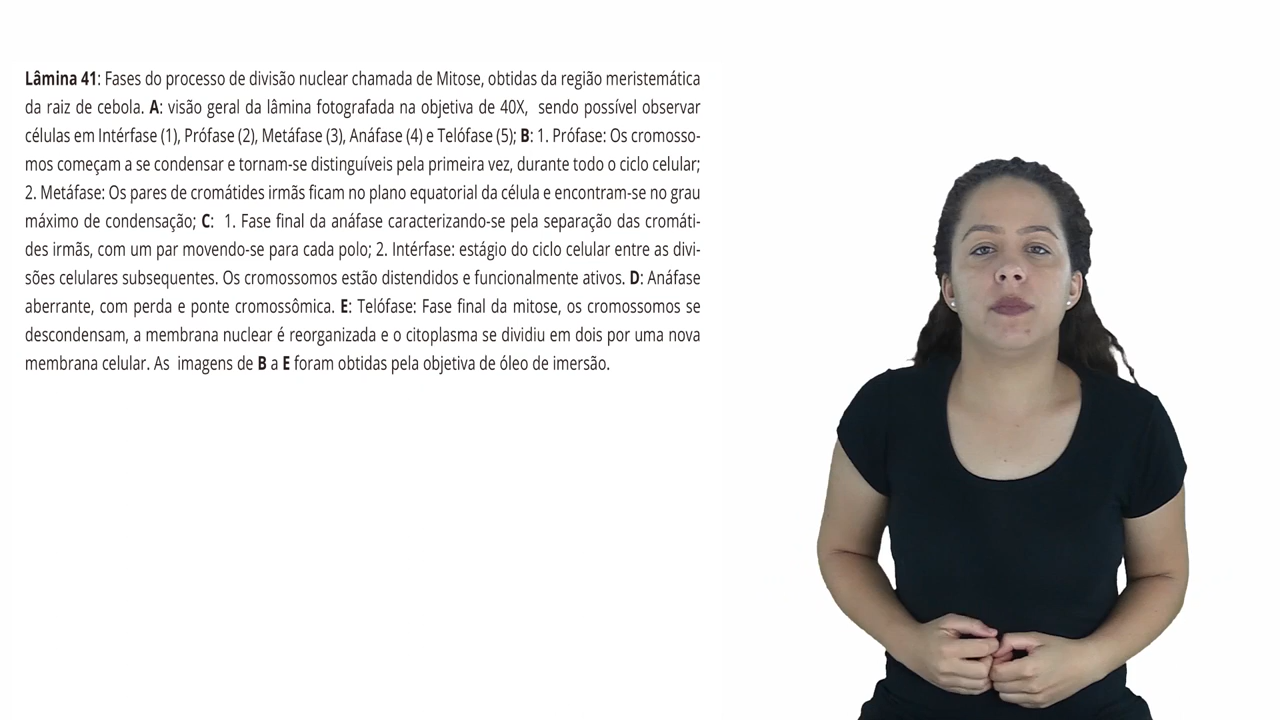 Lâmina 41: Fases do processo de divisão nuclear chamada de Mitose, obtidas da região meristemática
da raiz de cebola. A: visão geral da lâmina fotografada na objetiva de 40X, sendo possível observar
células em Intérfase (1), Prófase (2), Metáfase (3), Anáfase (4) e Telófase (5); B: 1. Prófase: Os cromosso-
mos começam a se condensar e tornam-se distinguíveis pela primeira vez, durante todo o ciclo celular;
2. Metáfase: Os pares de cromátides irmãs ficam no plano equatorial da célula e encontram-se no grau
máximo de condensação; C: 1. Fase final da anáfase caracterizando-se pela separação das cromáti-
des irmãs, com um par movendo-se para cada polo; 2. Intérfase: estágio do ciclo celular entre as divi-
sões celulares subsequentes. Os cromossomos estão distendidos e funcionalmente ativos. D: Anáfase
aberrante, com perda e ponte cromossômica. E: Telófase: Fase final da mitose, os cromossomos se
descondensam, a membrana nuclear é reorganizada e o citoplasma se dividiu em dois por uma nova
membrana celular. As imagens de B a E foram obtidas pela objetiva de óleo de imersão.